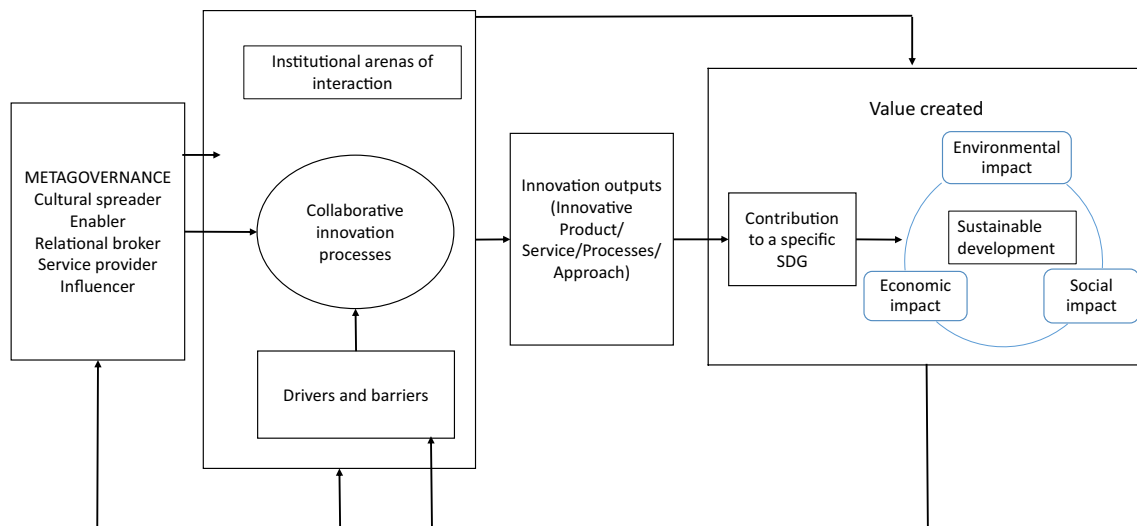 METAGOVERNANCE
Cultural spreader
Enabler
Relational broker
Service provider
Influencer
Institutional arenas of
interaction
Collaborative
innovation
processes
Drivers and barriers
Innovation outputs
(Innovative
Product/
Service/Processes/
Approach)
Value created
Contribution
to a specific
SDG
Environmental
impact
Sustainable
development
Economic
impact
Social
impact